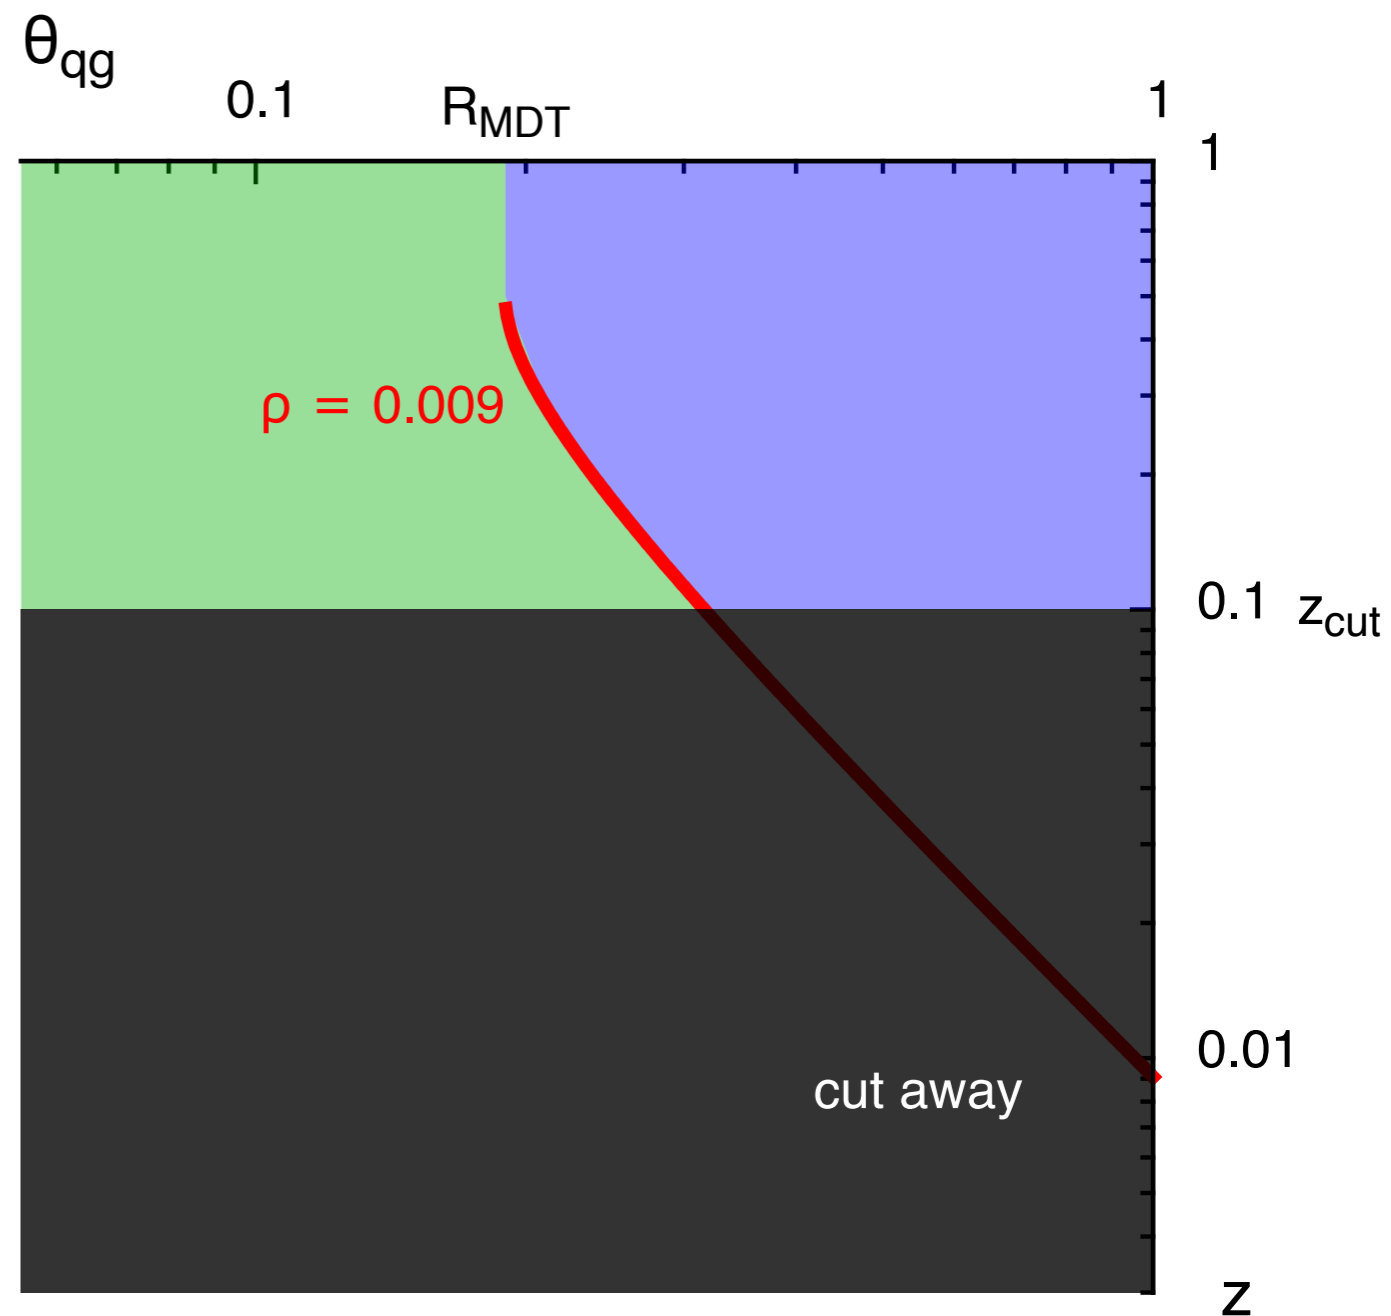 θqg
0.1 RMDT 1
1
ρ = 0.009
0.1 zcut
0.01
cut away
z